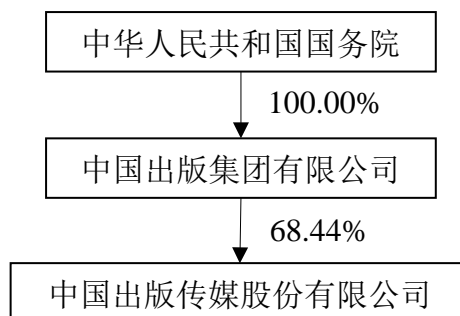 中华人民共和国国务院
100.00%
中国出版集团有限公司
68.44%
中国出版传媒股份有限公司